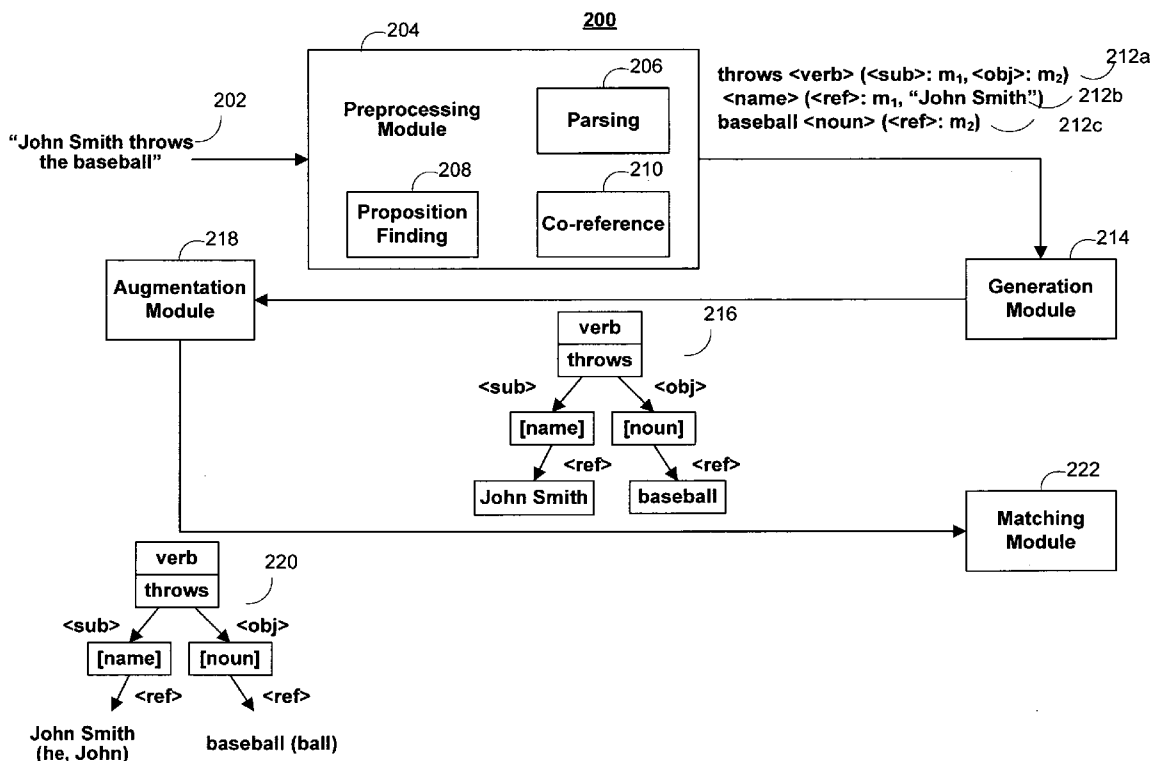 200
204
206
throws <verb> (<sub>: m₁, <obj>: m₂)
212a
202
Preprocessing
Module
Parsing
<name> (<ref>: m₁, “John Smith”)
212b
“John Smith throws
the baseball”
baseball <noun> (<ref>: m₂)
212c
208
210
Proposition
Finding
Co-reference
218
214
Augmentation
Module
Generation
Module
216
verb
throws
<sub>
<obj>
[name]
[noun]
<ref>
<ref>
John Smith
baseball
222
Matching
Module
verb
throws
220
<sub>
<obj>
[name]
[noun]
<ref>
<ref>
John Smith
(he, John)
baseball (ball)